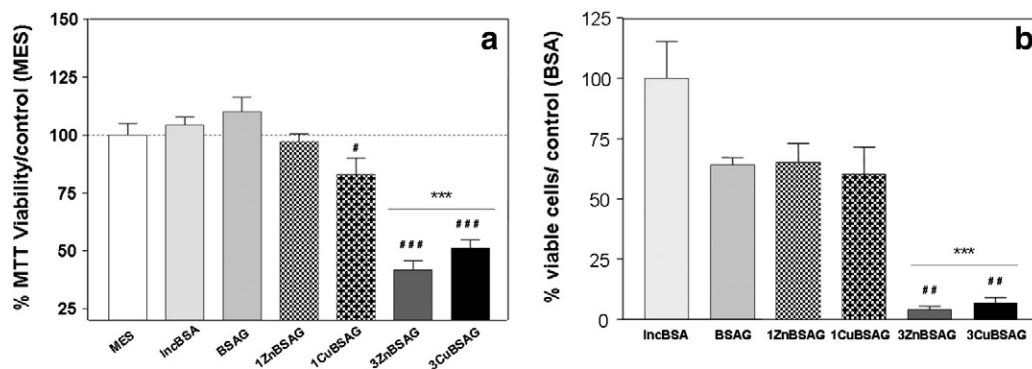 a
% MTT Viability/control (MES)
150
125
100
75
50
25
#
***
###
###
MES
IncBSA
BSAG
1ZnBSAG
1CuBSAG
3ZnBSAG
3CuBSAG
b
% viable cells/ control (BSA)
125
100
75
50
25
0
***
##
##
IncBSA
BSAG
1ZnBSAG
1CuBSAG
3ZnBSAG
3CuBSAG